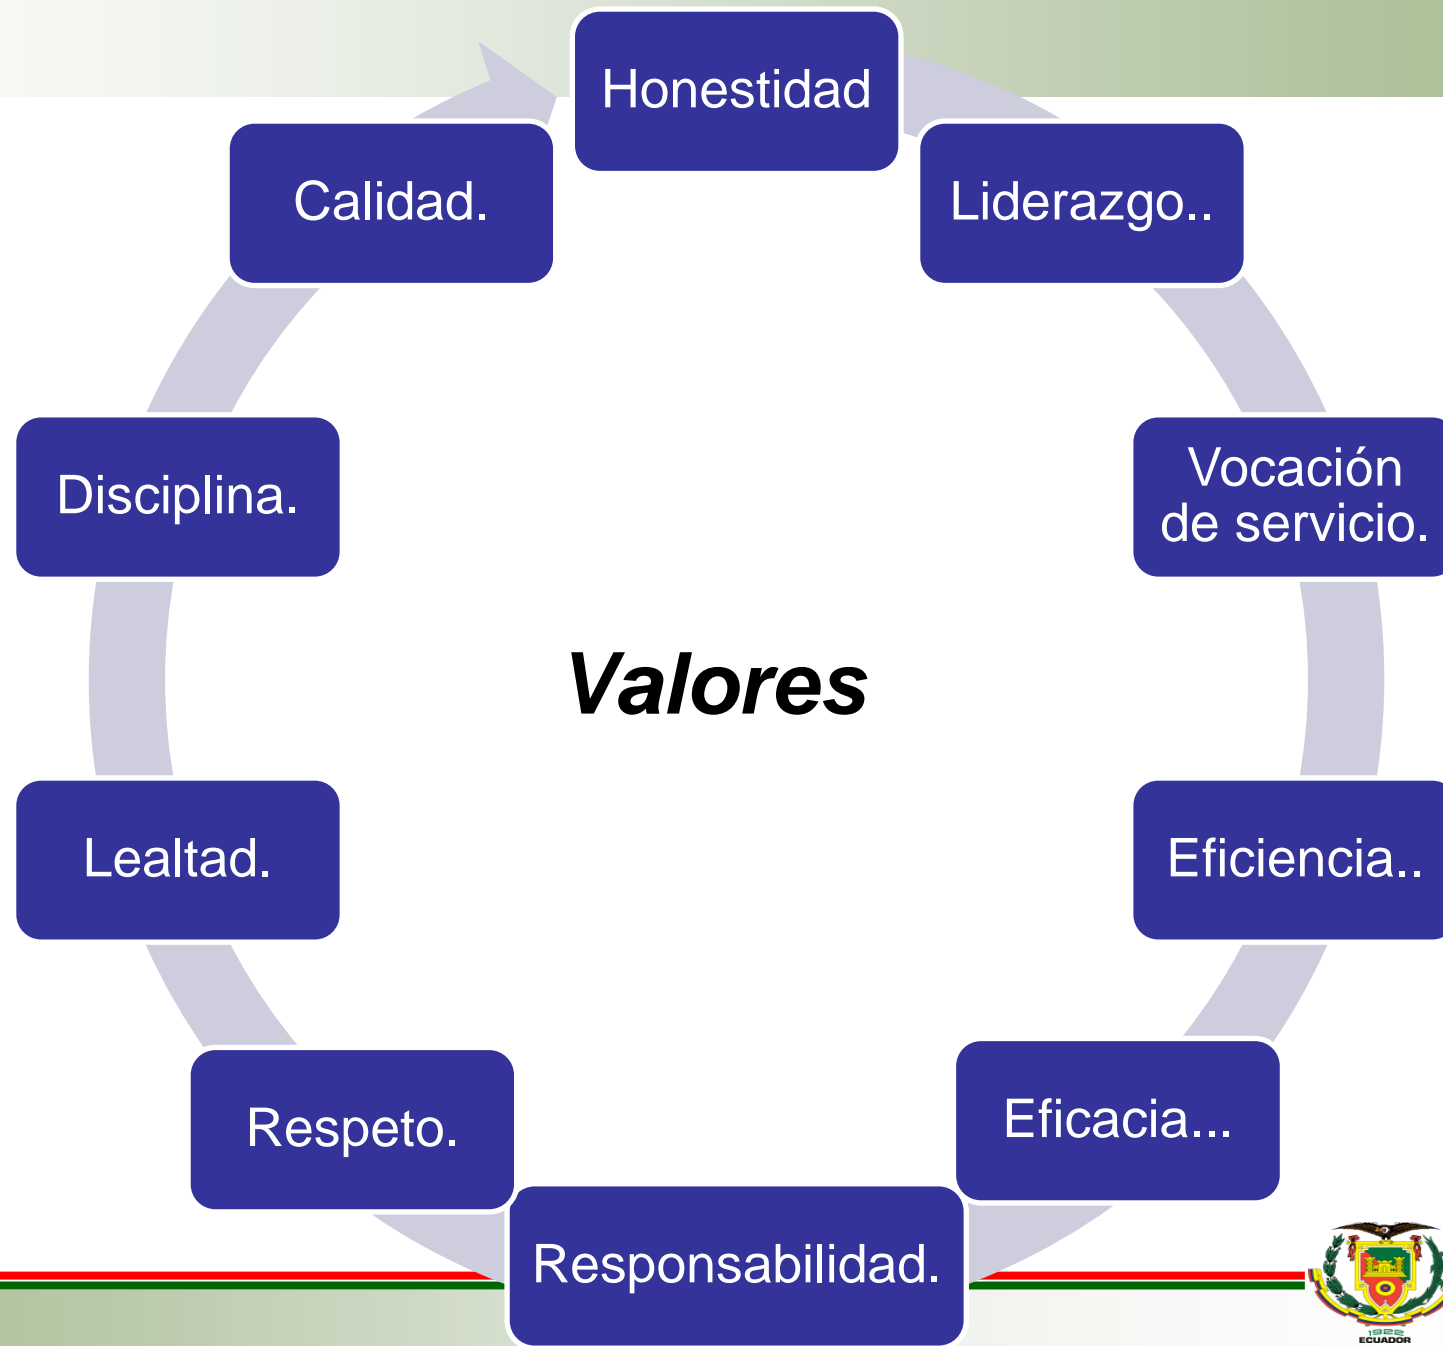 Honestidad
Liderazgo..
Vocación
de servicio.
Eficiencia..
Eficacia...
Responsabilidad.
Respeto.
Lealtad.
Disciplina.
Calidad.
Valores
1922
ECUADOR